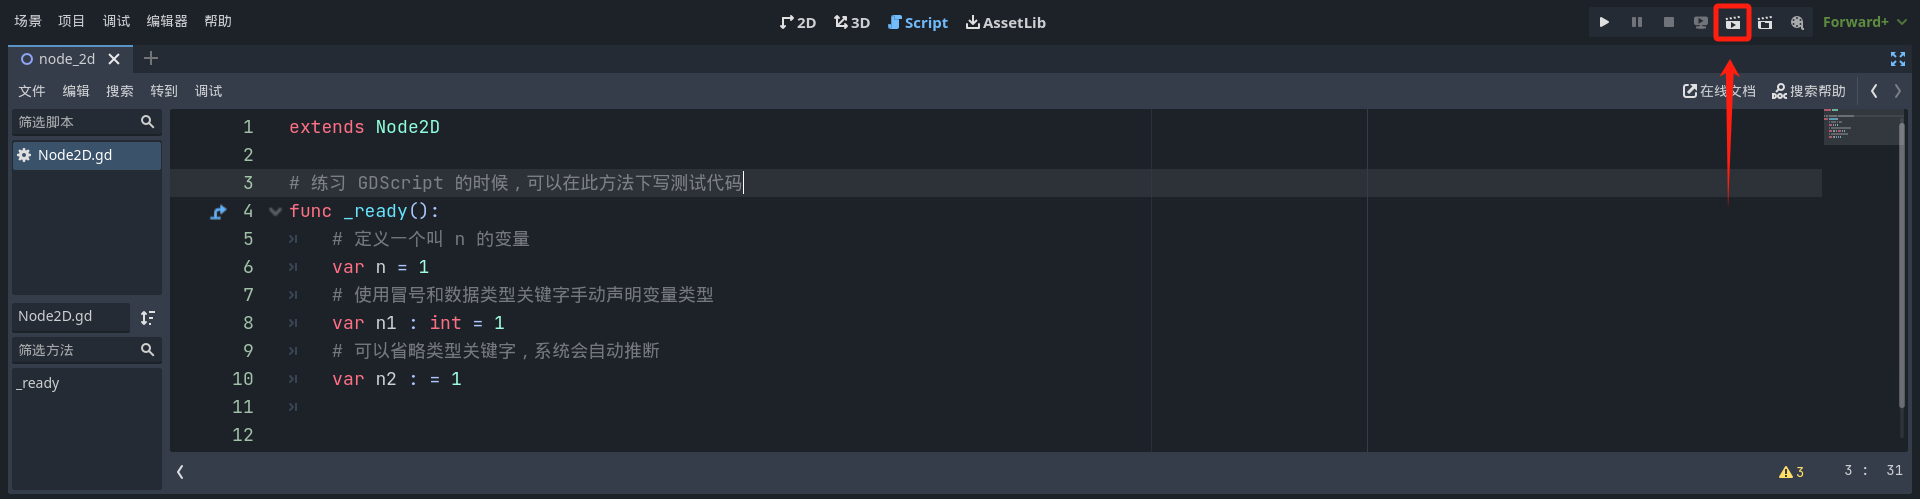 场景 项目 调试 编辑器 帮助 2D 3D Script AssetLib Forward+
node_2d
文件 编辑 搜索 转到 调试 在线文档 搜索帮助
筛选脚本
Node2D.gd
Node2D.gd
筛选方法
_ready
1 extends Node2D
2
3 # 练习 GDScript 的时候，可以在此方法下写测试代码
4 func _ready():
5 # 定义一个叫 n 的变量
6 var n = 1
7 # 使用冒号和数据类型关键字手动声明变量类型
8 var n1 : int = 1
9 # 可以省略类型关键字，系统会自动推断
10 var n2 : = 1
11
12
3 3 : 31